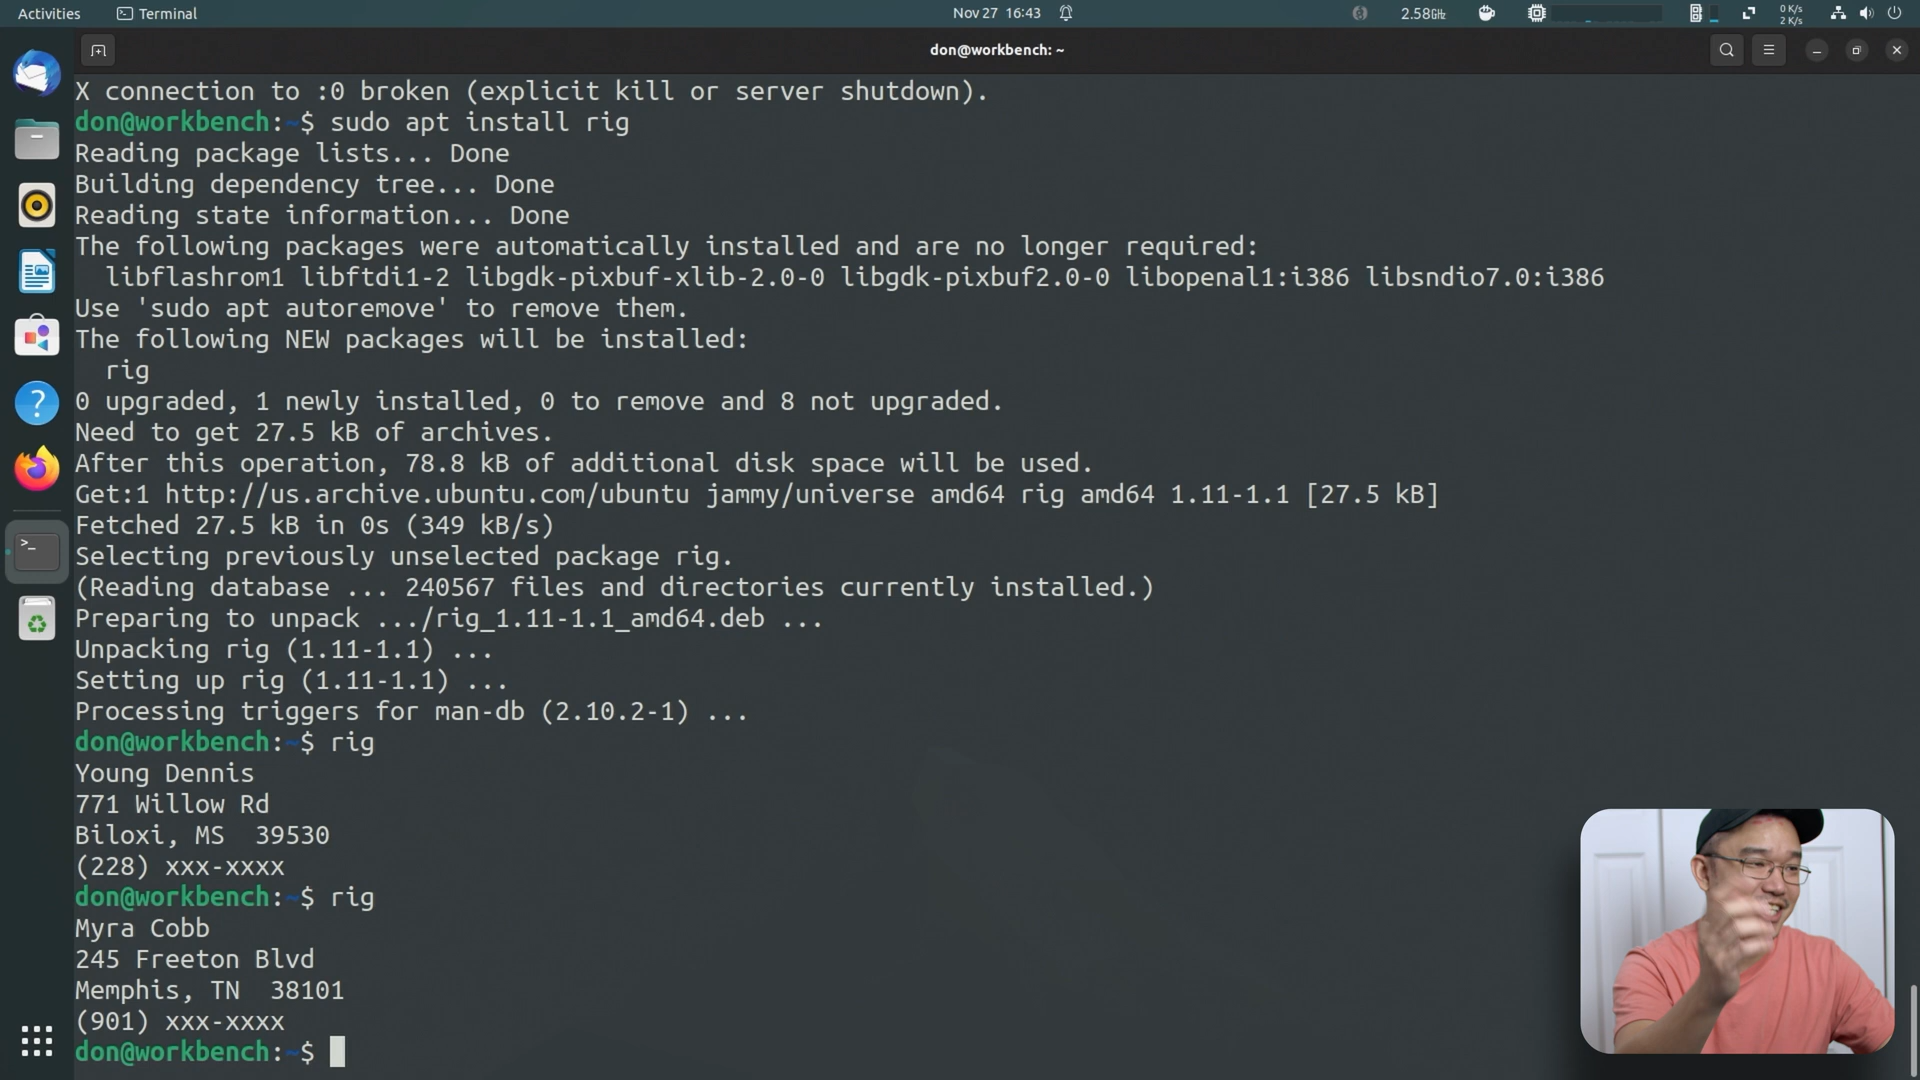 Activities
Terminal
Nov 27 16:43
2.58GHz
0 K/s
2 K/s
don@workbench: ~
X connection to :0 broken (explicit kill or server shutdown).
don@workbench:~$ sudo apt install rig
Reading package lists... Done
Building dependency tree... Done
Reading state information... Done
The following packages were automatically installed and are no longer required:
  libflashrom1 libftdi1-2 libgdk-pixbuf-xlib-2.0-0 libgdk-pixbuf2.0-0 libopenal1:i386 libsndio7.0:i386
Use 'sudo apt autoremove' to remove them.
The following NEW packages will be installed:
  rig
0 upgraded, 1 newly installed, 0 to remove and 8 not upgraded.
Need to get 27.5 kB of archives.
After this operation, 78.8 kB of additional disk space will be used.
Get:1 http://us.archive.ubuntu.com/ubuntu jammy/universe amd64 rig amd64 1.11-1.1 [27.5 kB]
Fetched 27.5 kB in 0s (349 kB/s)
Selecting previously unselected package rig.
(Reading database ... 240567 files and directories currently installed.)
Preparing to unpack .../rig_1.11-1.1_amd64.deb ...
Unpacking rig (1.11-1.1) ...
Setting up rig (1.11-1.1) ...
Processing triggers for man-db (2.10.2-1) ...
don@workbench:~$ rig
Young Dennis
771 Willow Rd
Biloxi, MS  39530
(228) xxx-xxxx
don@workbench:~$ rig
Myra Cobb
245 Freeton Blvd
Memphis, TN  38101
(901) xxx-xxxx
don@workbench:~$